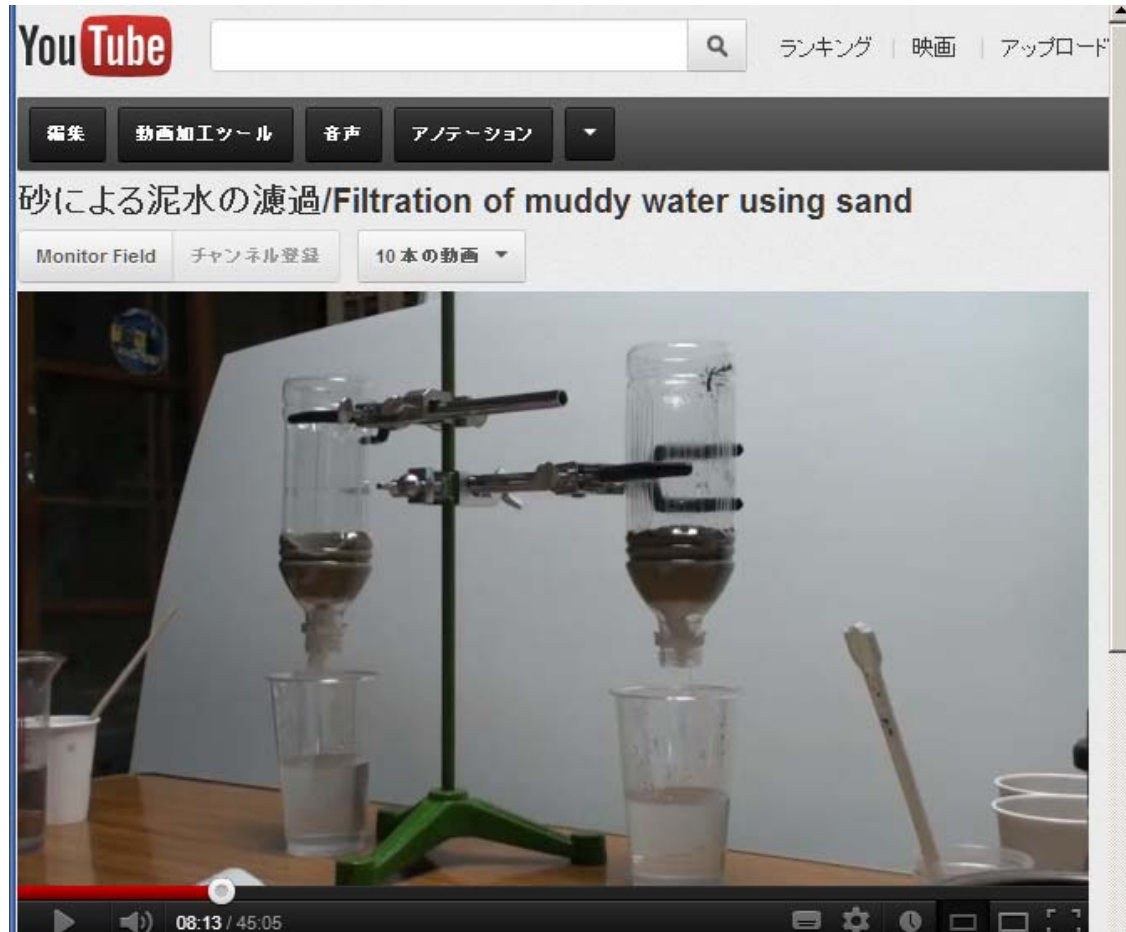 YouTube ランキング | 映画 | アップロード
編集 動画加工ツール 音声 アノテーション
砂による泥水の濾過/Filtration of muddy water using sand
Monitor Field チャンネル登録 10 本の動画
08:13 / 45:05